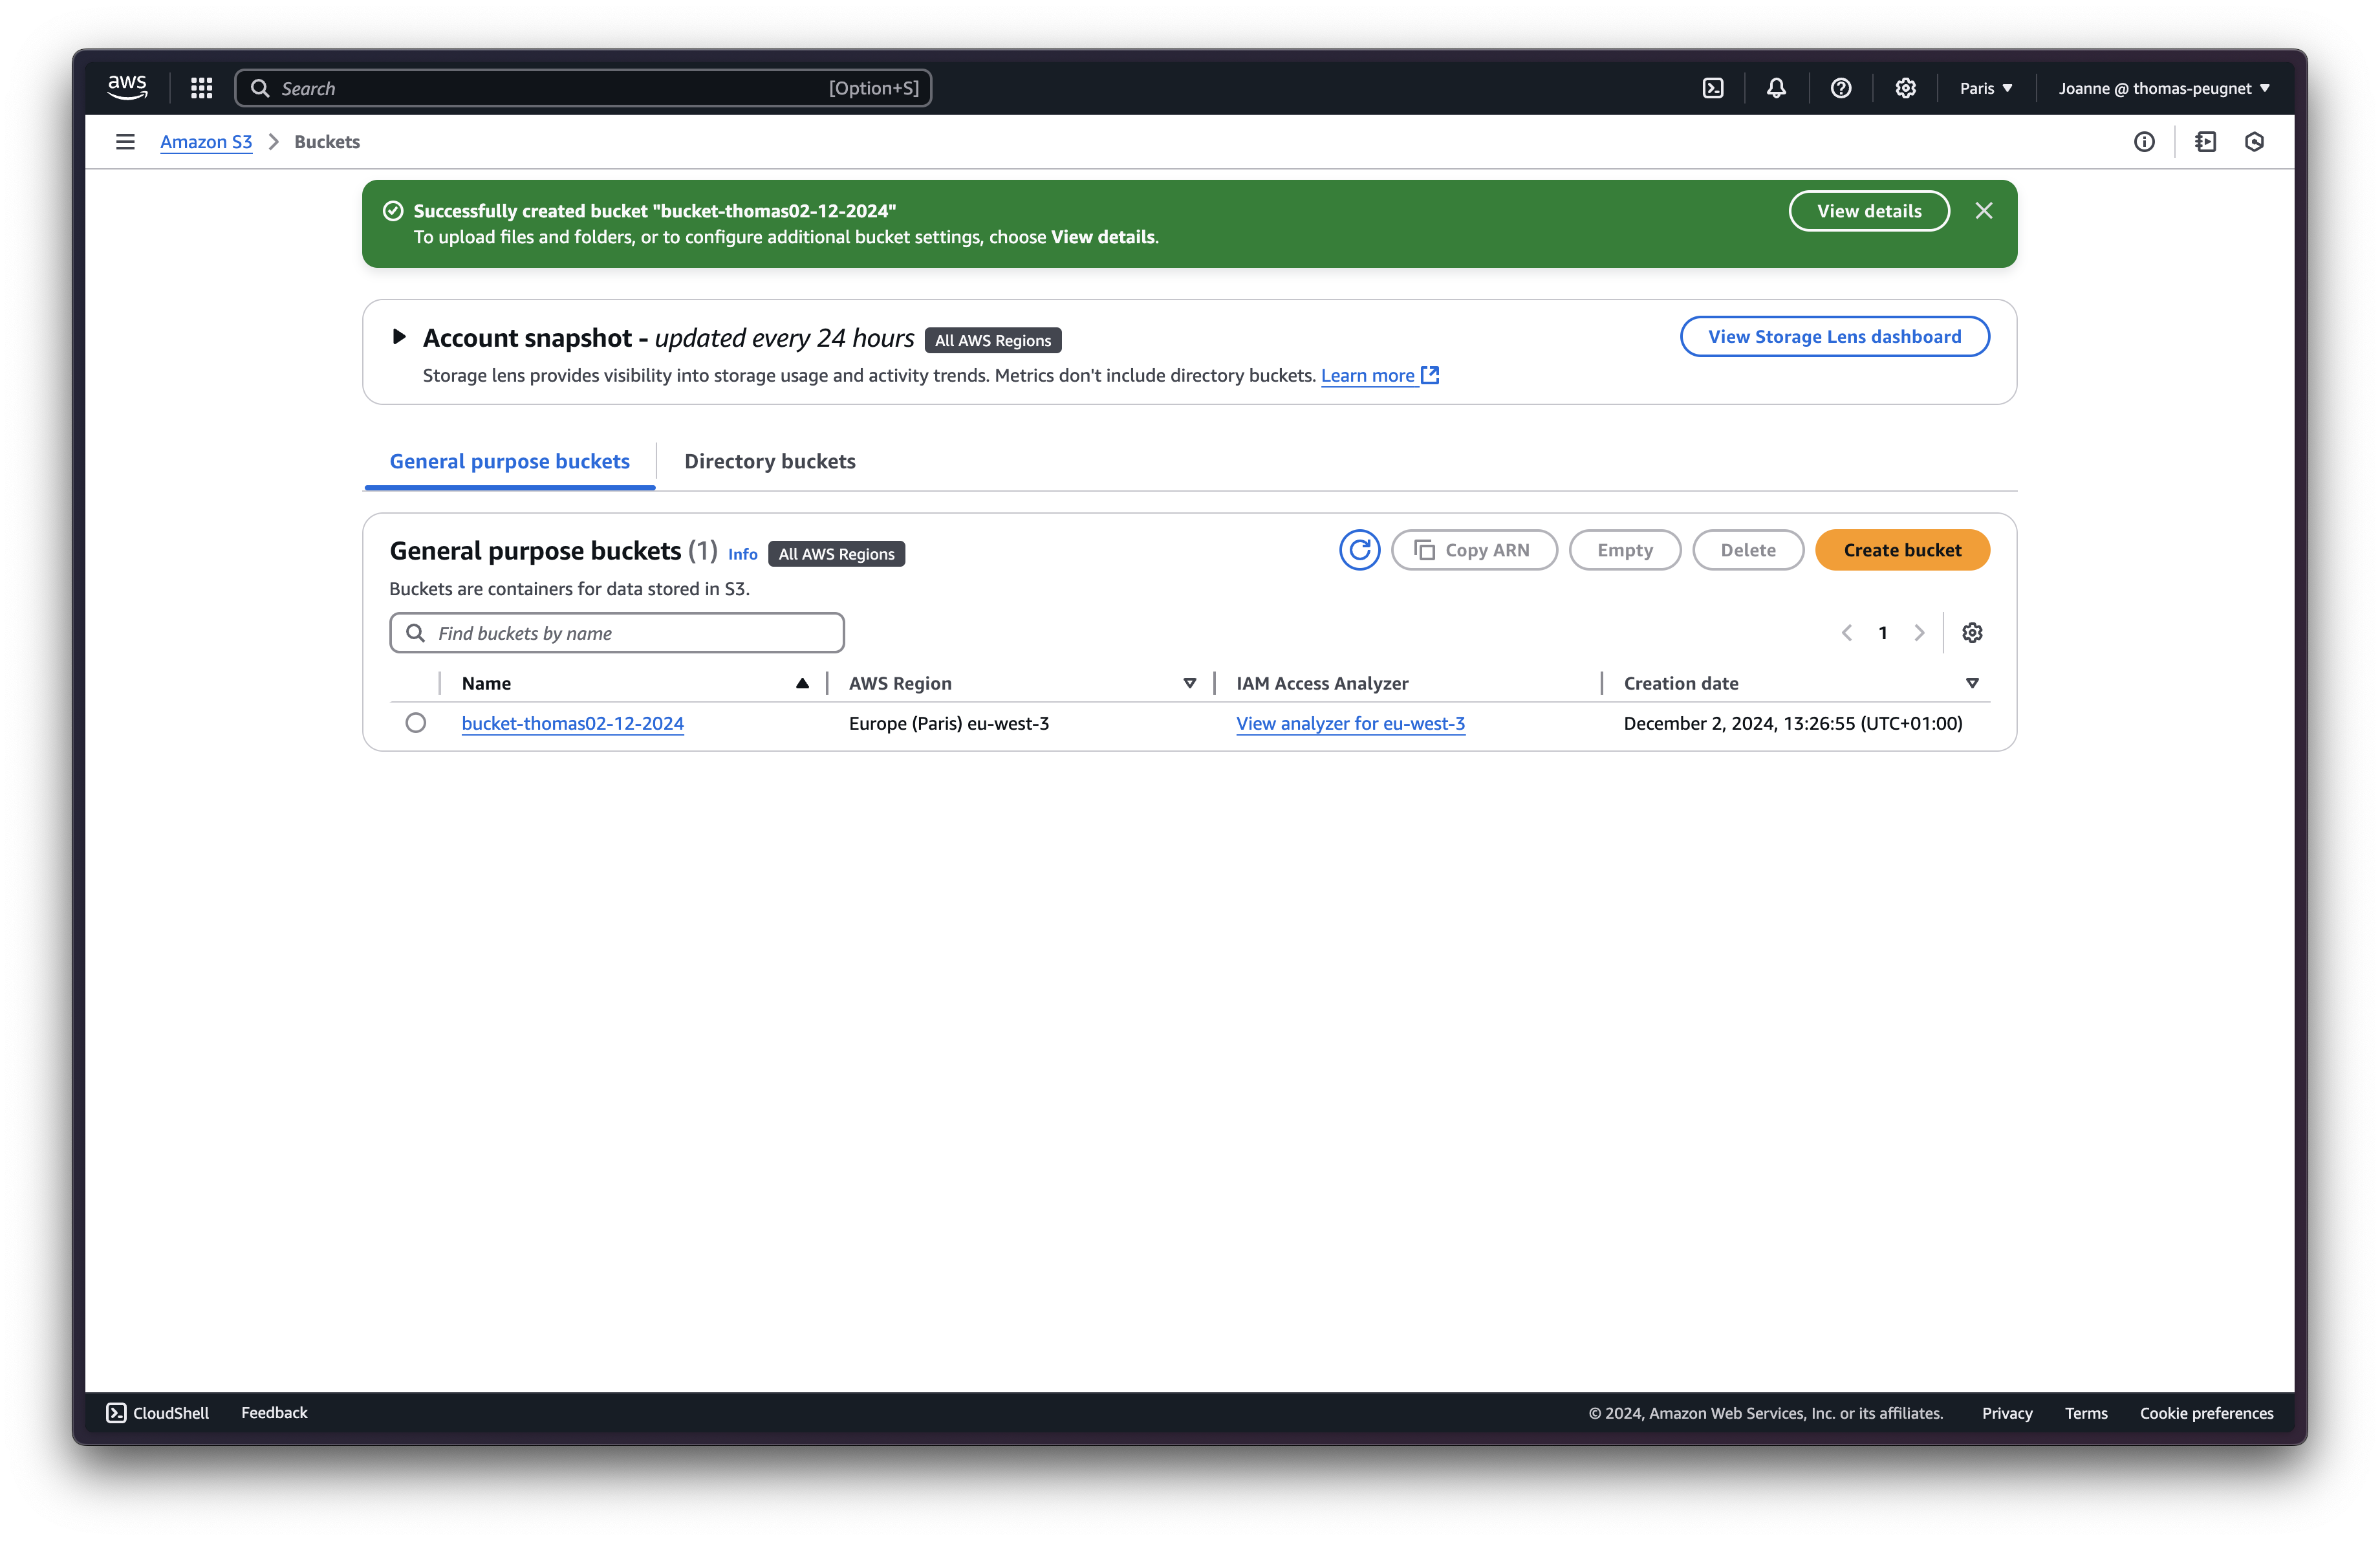 aws
Search
[Option+S]
Paris
Joanne @ thomas-peugnet
Amazon S3
Buckets
Successfully created bucket "bucket-thomas02-12-2024"
To upload files and folders, or to configure additional bucket settings, choose View details.
View details
Account snapshot - updated every 24 hours
All AWS Regions
View Storage Lens dashboard
Storage lens provides visibility into storage usage and activity trends. Metrics don't include directory buckets. Learn more
General purpose buckets
Directory buckets
General purpose buckets (1)
Info
All AWS Regions
Copy ARN
Empty
Delete
Create bucket
Buckets are containers for data stored in S3.
Find buckets by name
1
Name
AWS Region
IAM Access Analyzer
Creation date
bucket-thomas02-12-2024
Europe (Paris) eu-west-3
View analyzer for eu-west-3
December 2, 2024, 13:26:55 (UTC+01:00)
CloudShell
Feedback
© 2024, Amazon Web Services, Inc. or its affiliates.
Privacy
Terms
Cookie preferences